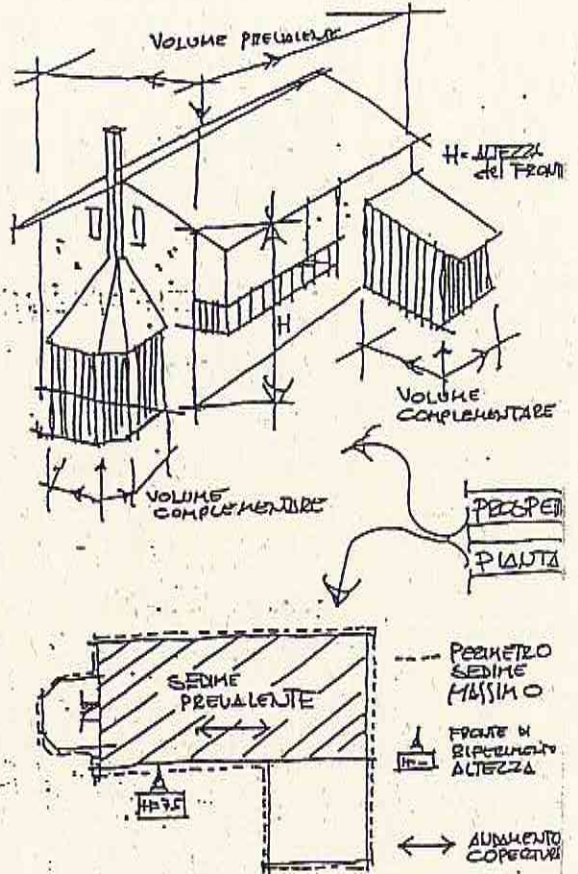 VOLUME PREVALENTE
H= ALTEZZA
del FRONTE
H
VOLUME
COMPLEMENTARE
VOLUME
COMPLEMENTARE
PROSPETTI
PIANTA
SEDIME
PREVALENTE
H=7.5
PERIMETRO
SEDIME
MASSIMO
FRONTE DI
RIFERIMENTO
ALTEZZA
ANDAMENTO
COPERTURA